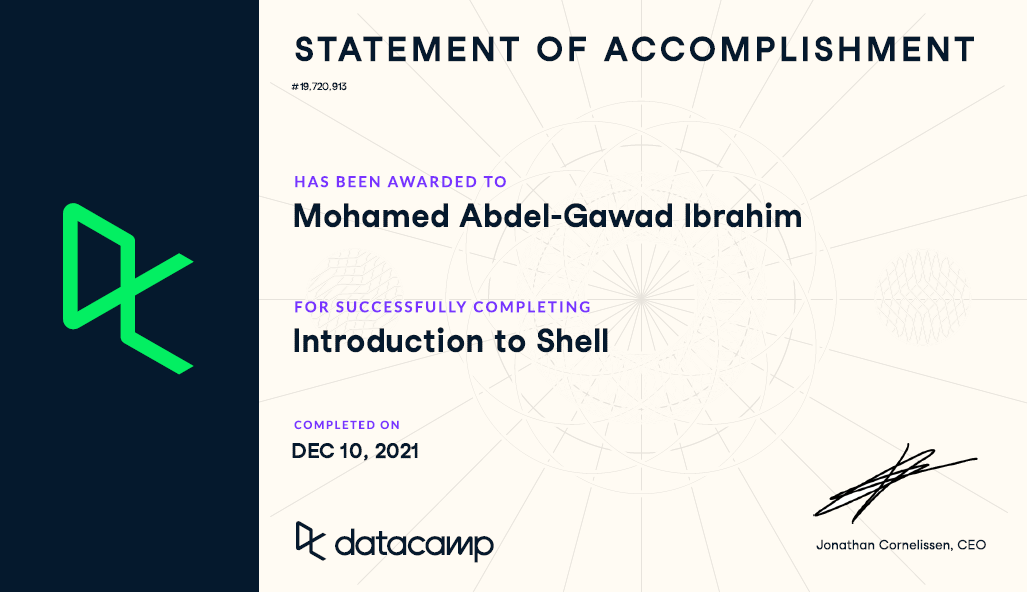 STATEMENT OF ACCOMPLISHMENT
#19,720,913
HAS BEEN AWARDED TO
Mohamed Abdel-Gawad Ibrahim
FOR SUCCESSFULLY COMPLETING
Introduction to Shell
COMPLETED ON
DEC 10, 2021
datacamp
Jonathan Cornelissen, CEO